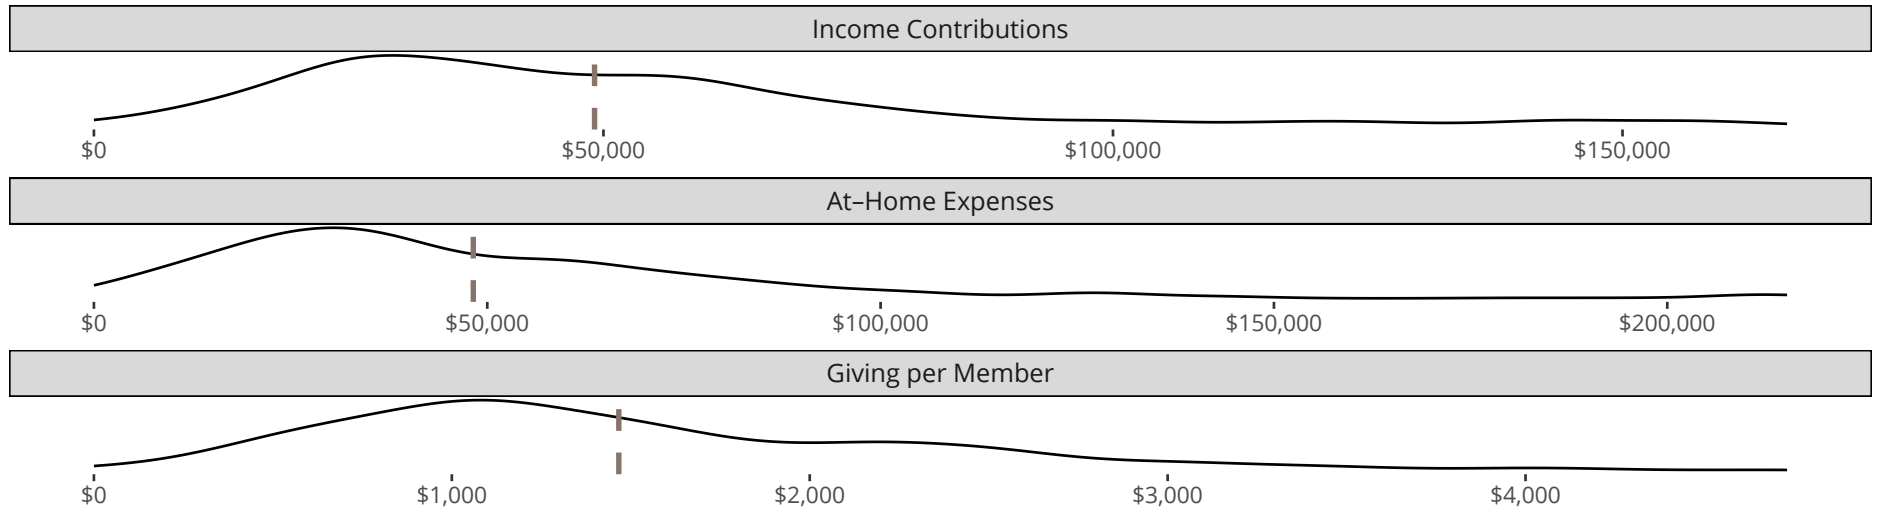 Income Contributions
$0 $50,000 $100,000 $150,000
At–Home Expenses
$0 $50,000 $100,000 $150,000 $200,000
Giving per Member
$0 $1,000 $2,000 $3,000 $4,000